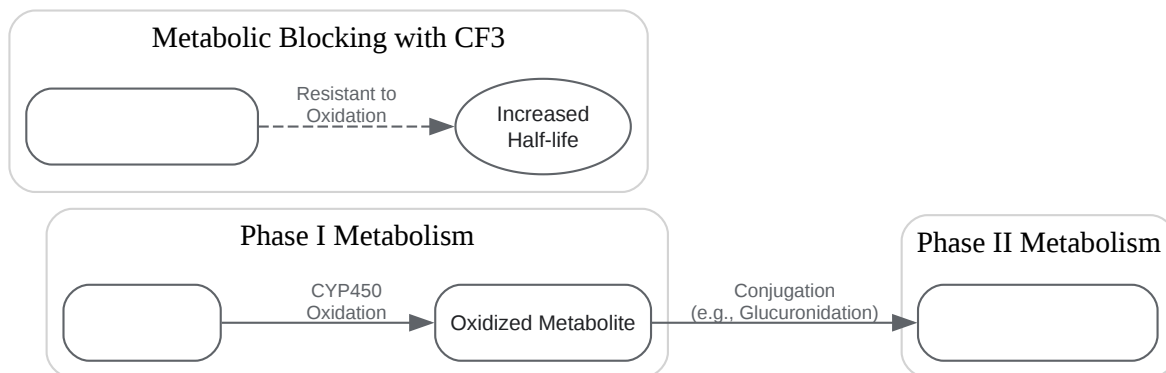 Metabolic Blocking with CF3
Resistant to
Oxidation
Increased
Half-life
Phase I Metabolism
CYP450
Oxidation
Oxidized Metabolite
Conjugation
(e.g., Glucuronidation)
Phase II Metabolism